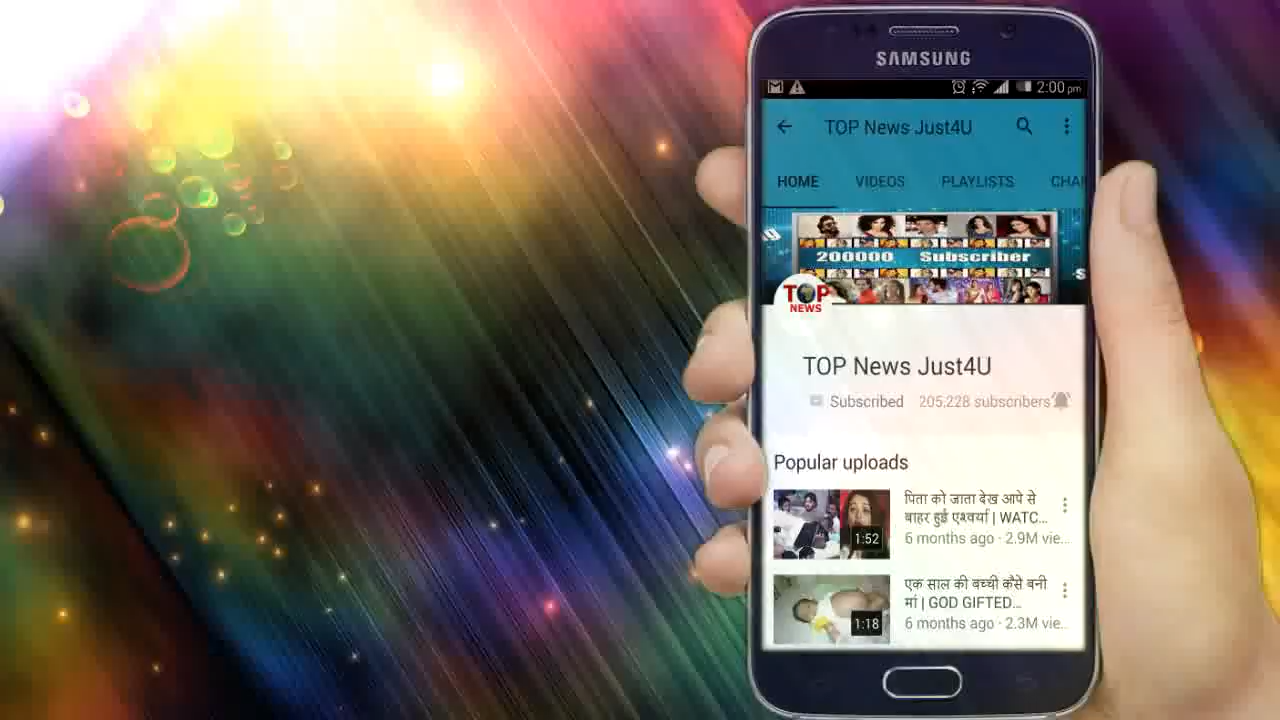 SAMSUNG
2:00 pm
TOP News Just4U
HOME VIDEOS PLAYLISTS CHA
200000 Subscriber
TOP
NEWS
TOP News Just4U
Subscribed 205,228 subscribers
Popular uploads
पिता को जाता देख आपे से
बाहर हुई एश्वर्या | WATC...
1:52
6 months ago · 2.9M vie...
एक साल की बच्ची कैसे बनी
मां | GOD GIFTED...
1:18
6 months ago · 2.3M vie...